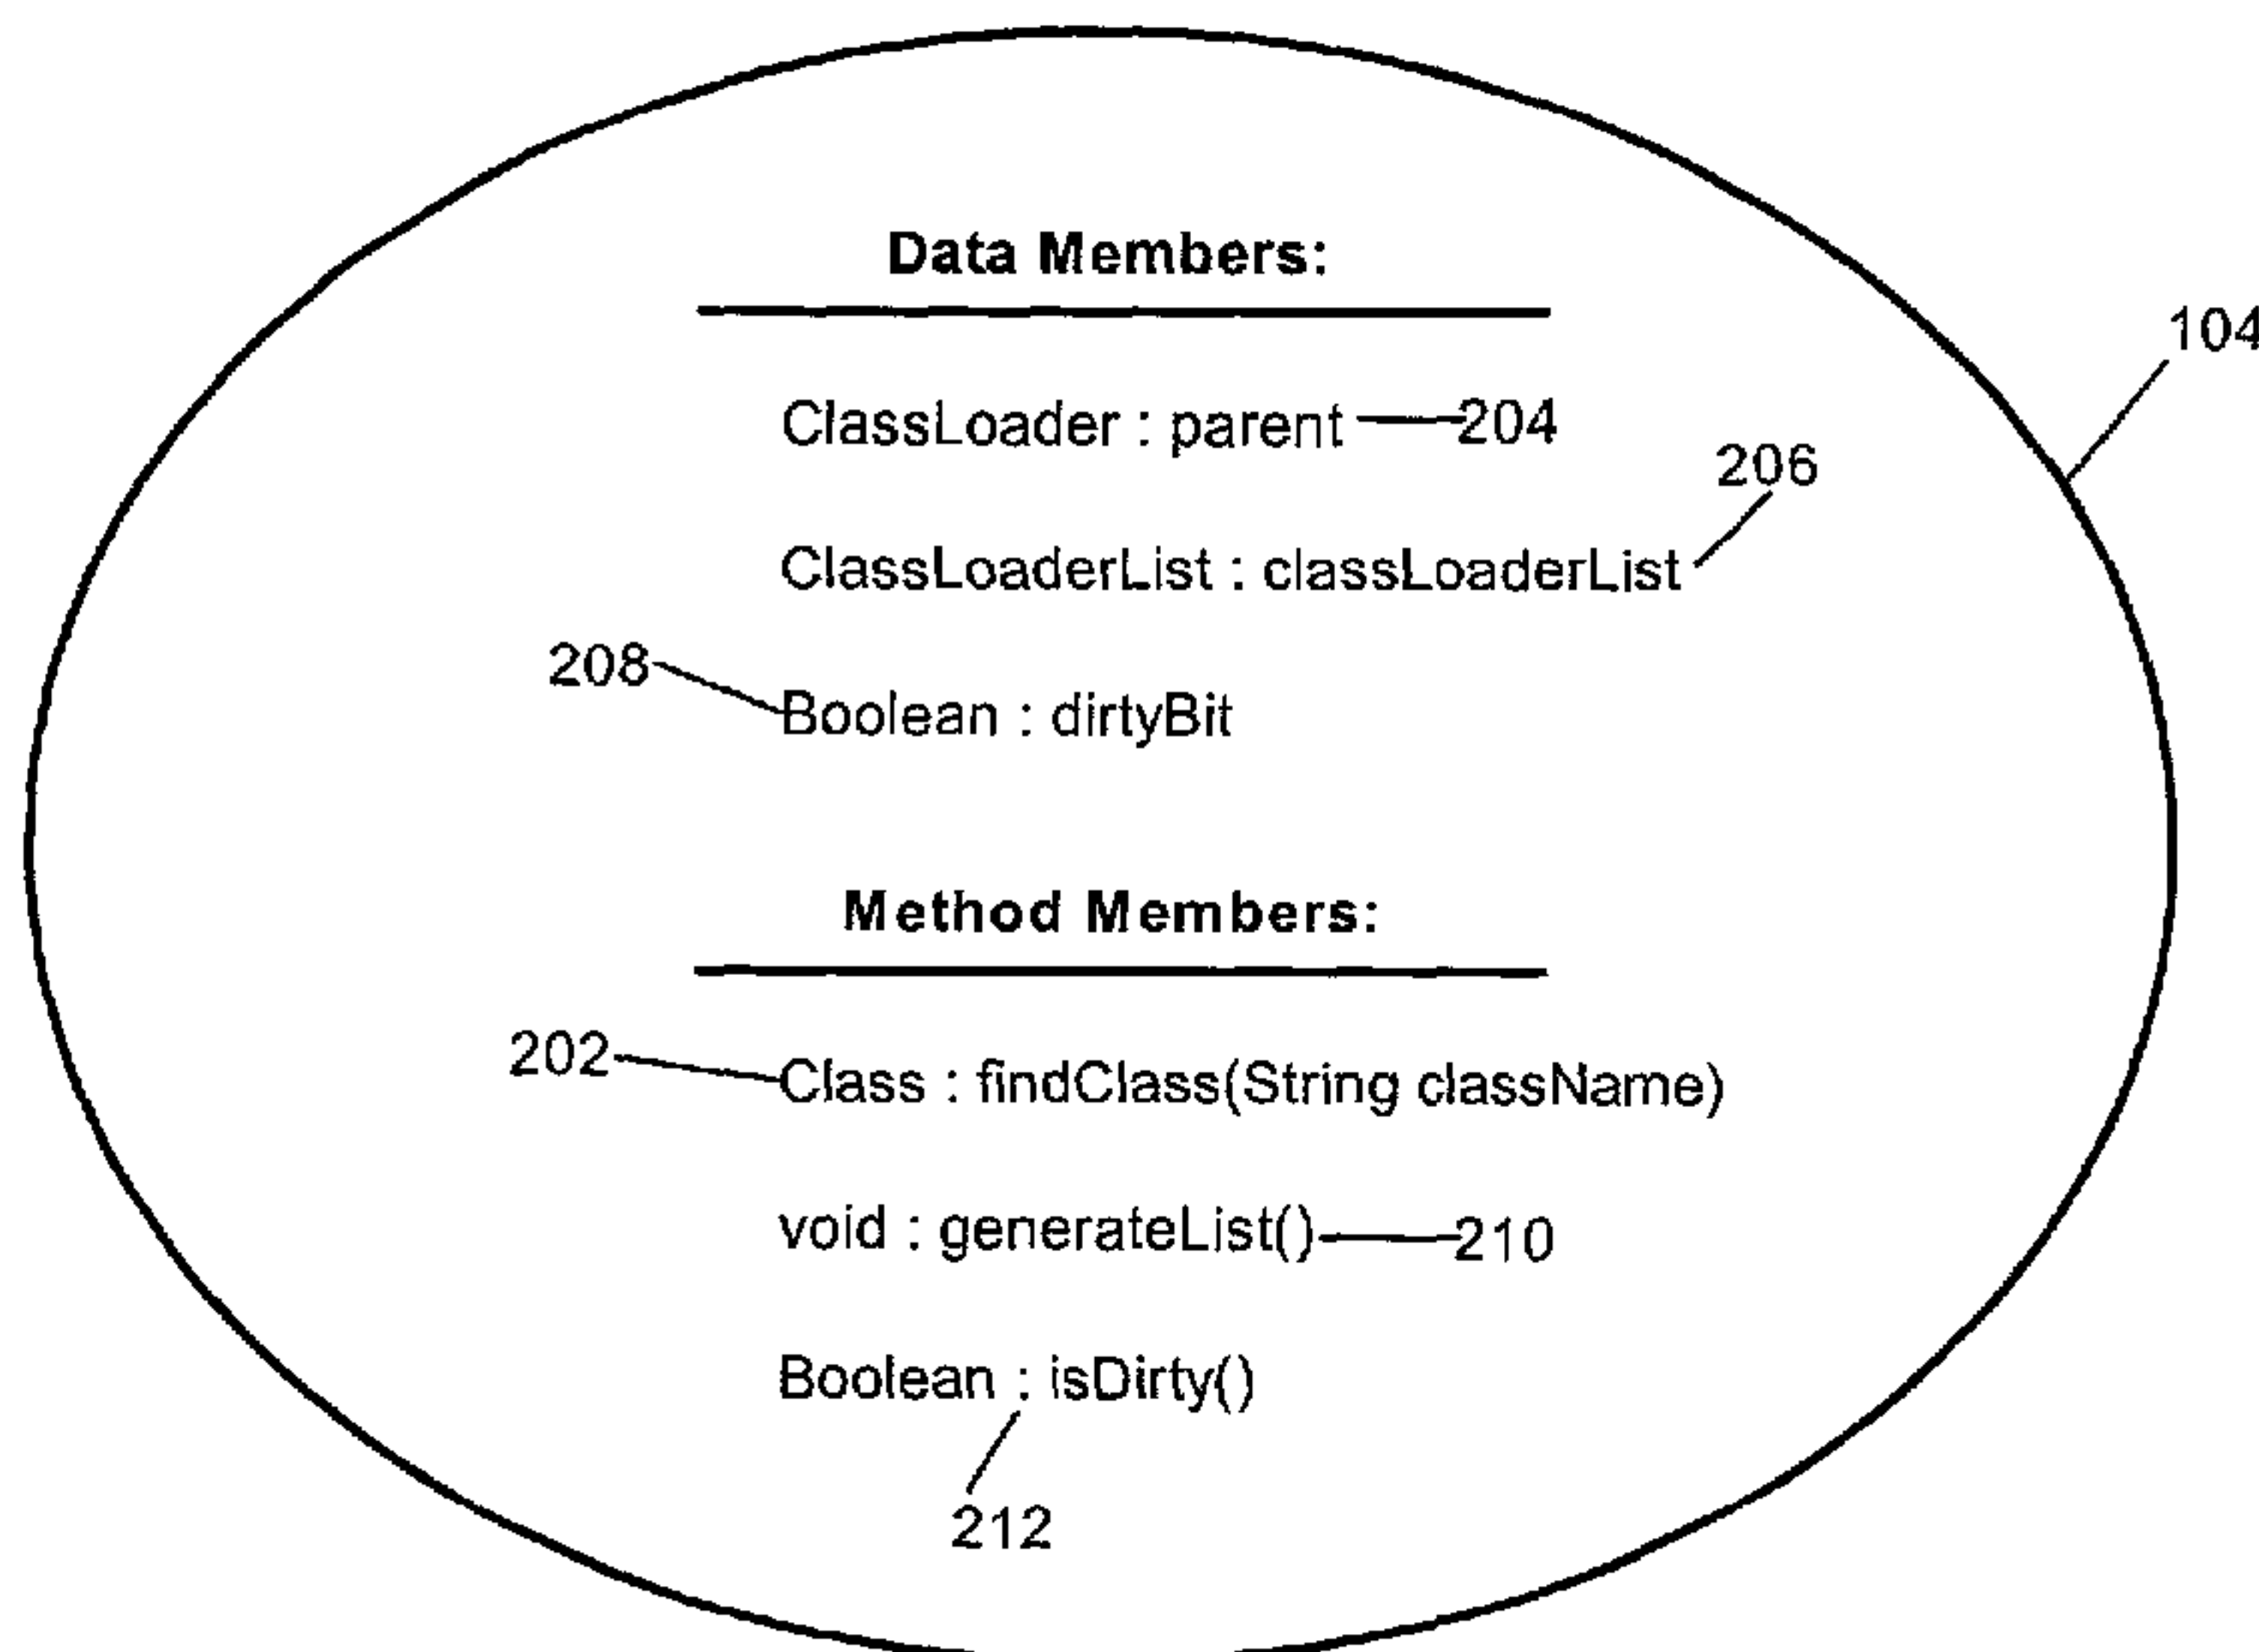 Data Members:
104
ClassLoader : parent 204
206
ClassLoaderList : classLoaderList
208
Boolean : dirtyBit
Method Members:
202
Class : findClass(String className)
void : generateList() 210
Boolean : isDirty()
212